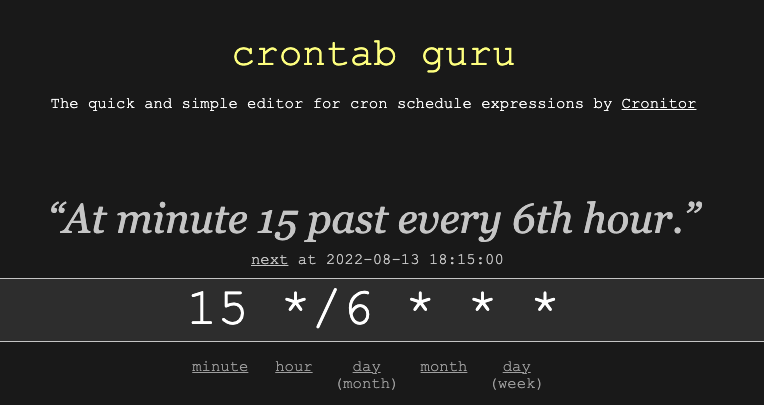 crontab guru
The quick and simple editor for cron schedule expressions by Cronitor
“At minute 15 past every 6th hour.”
next at 2022-08-13 18:15:00
15 */6 * * *
minute hour day month day
(month) (week)